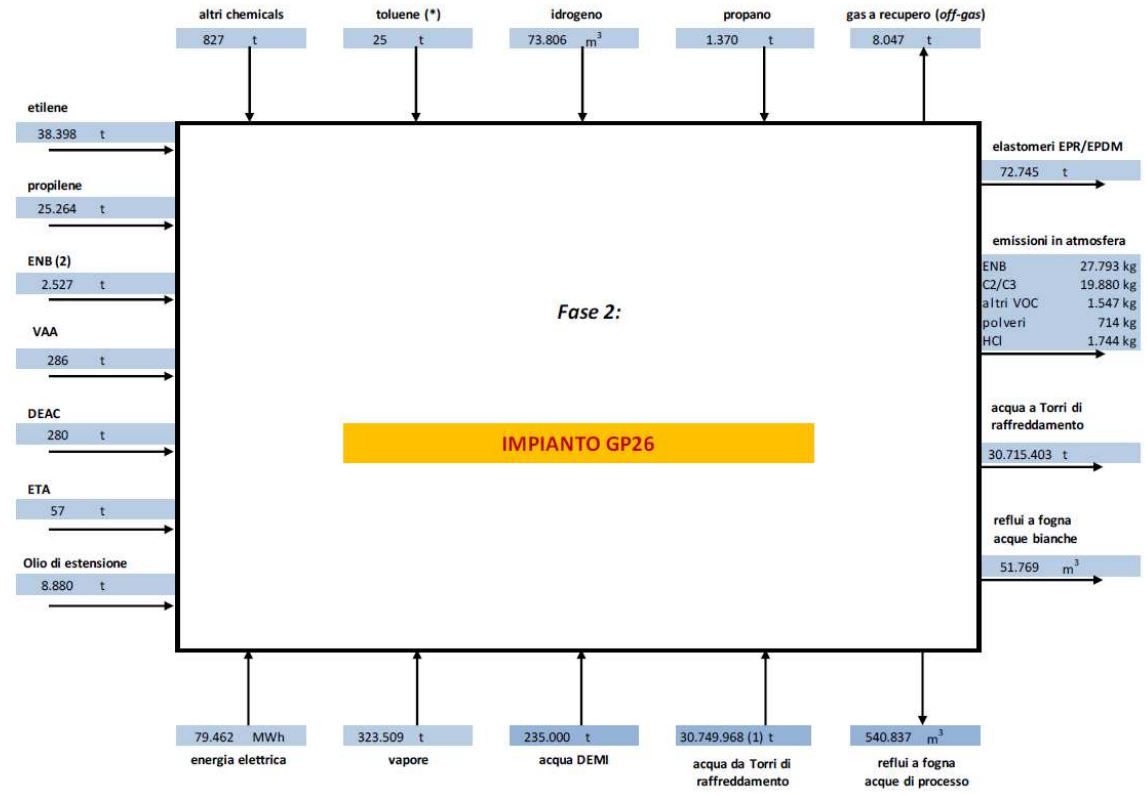 altri chemicals
827 t
toluene (*)
25 t
idrogeno
73.806 m³
propano
1.370 t
gas a recupero (off-gas)
8.047 t
etilene
38.398 t
propilene
25.264 t
ENB (2)
2.527 t
VAA
286 t
DEAC
280 t
ETA
57 t
Olio di estensione
8.880 t
Fase 2:
IMPIANTO GP26
elastomeri EPR/EPDM
72.745 t
emissioni in atmosfera
ENB 27.793 kg
C2/C3 19.880 kg
altri VOC 1.547 kg
polveri 714 kg
HCl 1.744 kg
acqua a Torri di
raffreddamento
30.715.403 t
reflui a fogna
acque bianche
51.769 m³
79.462 MWh
energia elettrica
323.509 t
vapore
235.000 t
acqua DEMI
30.749.968 (1) t
acqua da Torri di
raffreddamento
540.837 m³
reflui a fogna
acque di processo